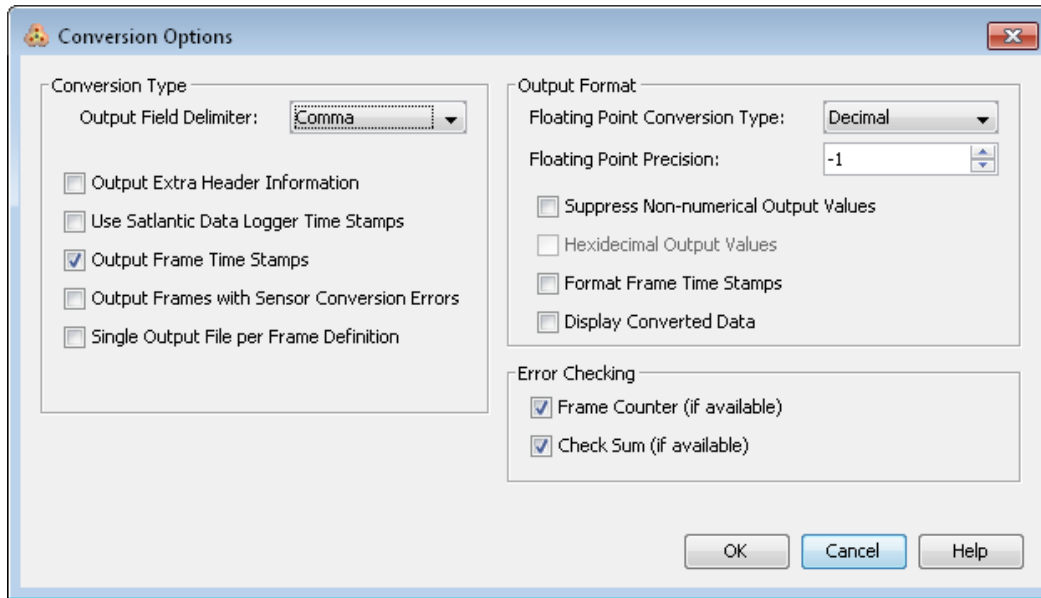 Conversion Options
Conversion Type
Output Field Delimiter: Comma
Output Extra Header Information
Use Satlantic Data Logger Time Stamps
Output Frame Time Stamps
Output Frames with Sensor Conversion Errors
Single Output File per Frame Definition
Output Format
Floating Point Conversion Type: Decimal
Floating Point Precision: -1
Suppress Non-numerical Output Values
Hexidecimal Output Values
Format Frame Time Stamps
Display Converted Data
Error Checking
Frame Counter (if available)
Check Sum (if available)
OK Cancel Help